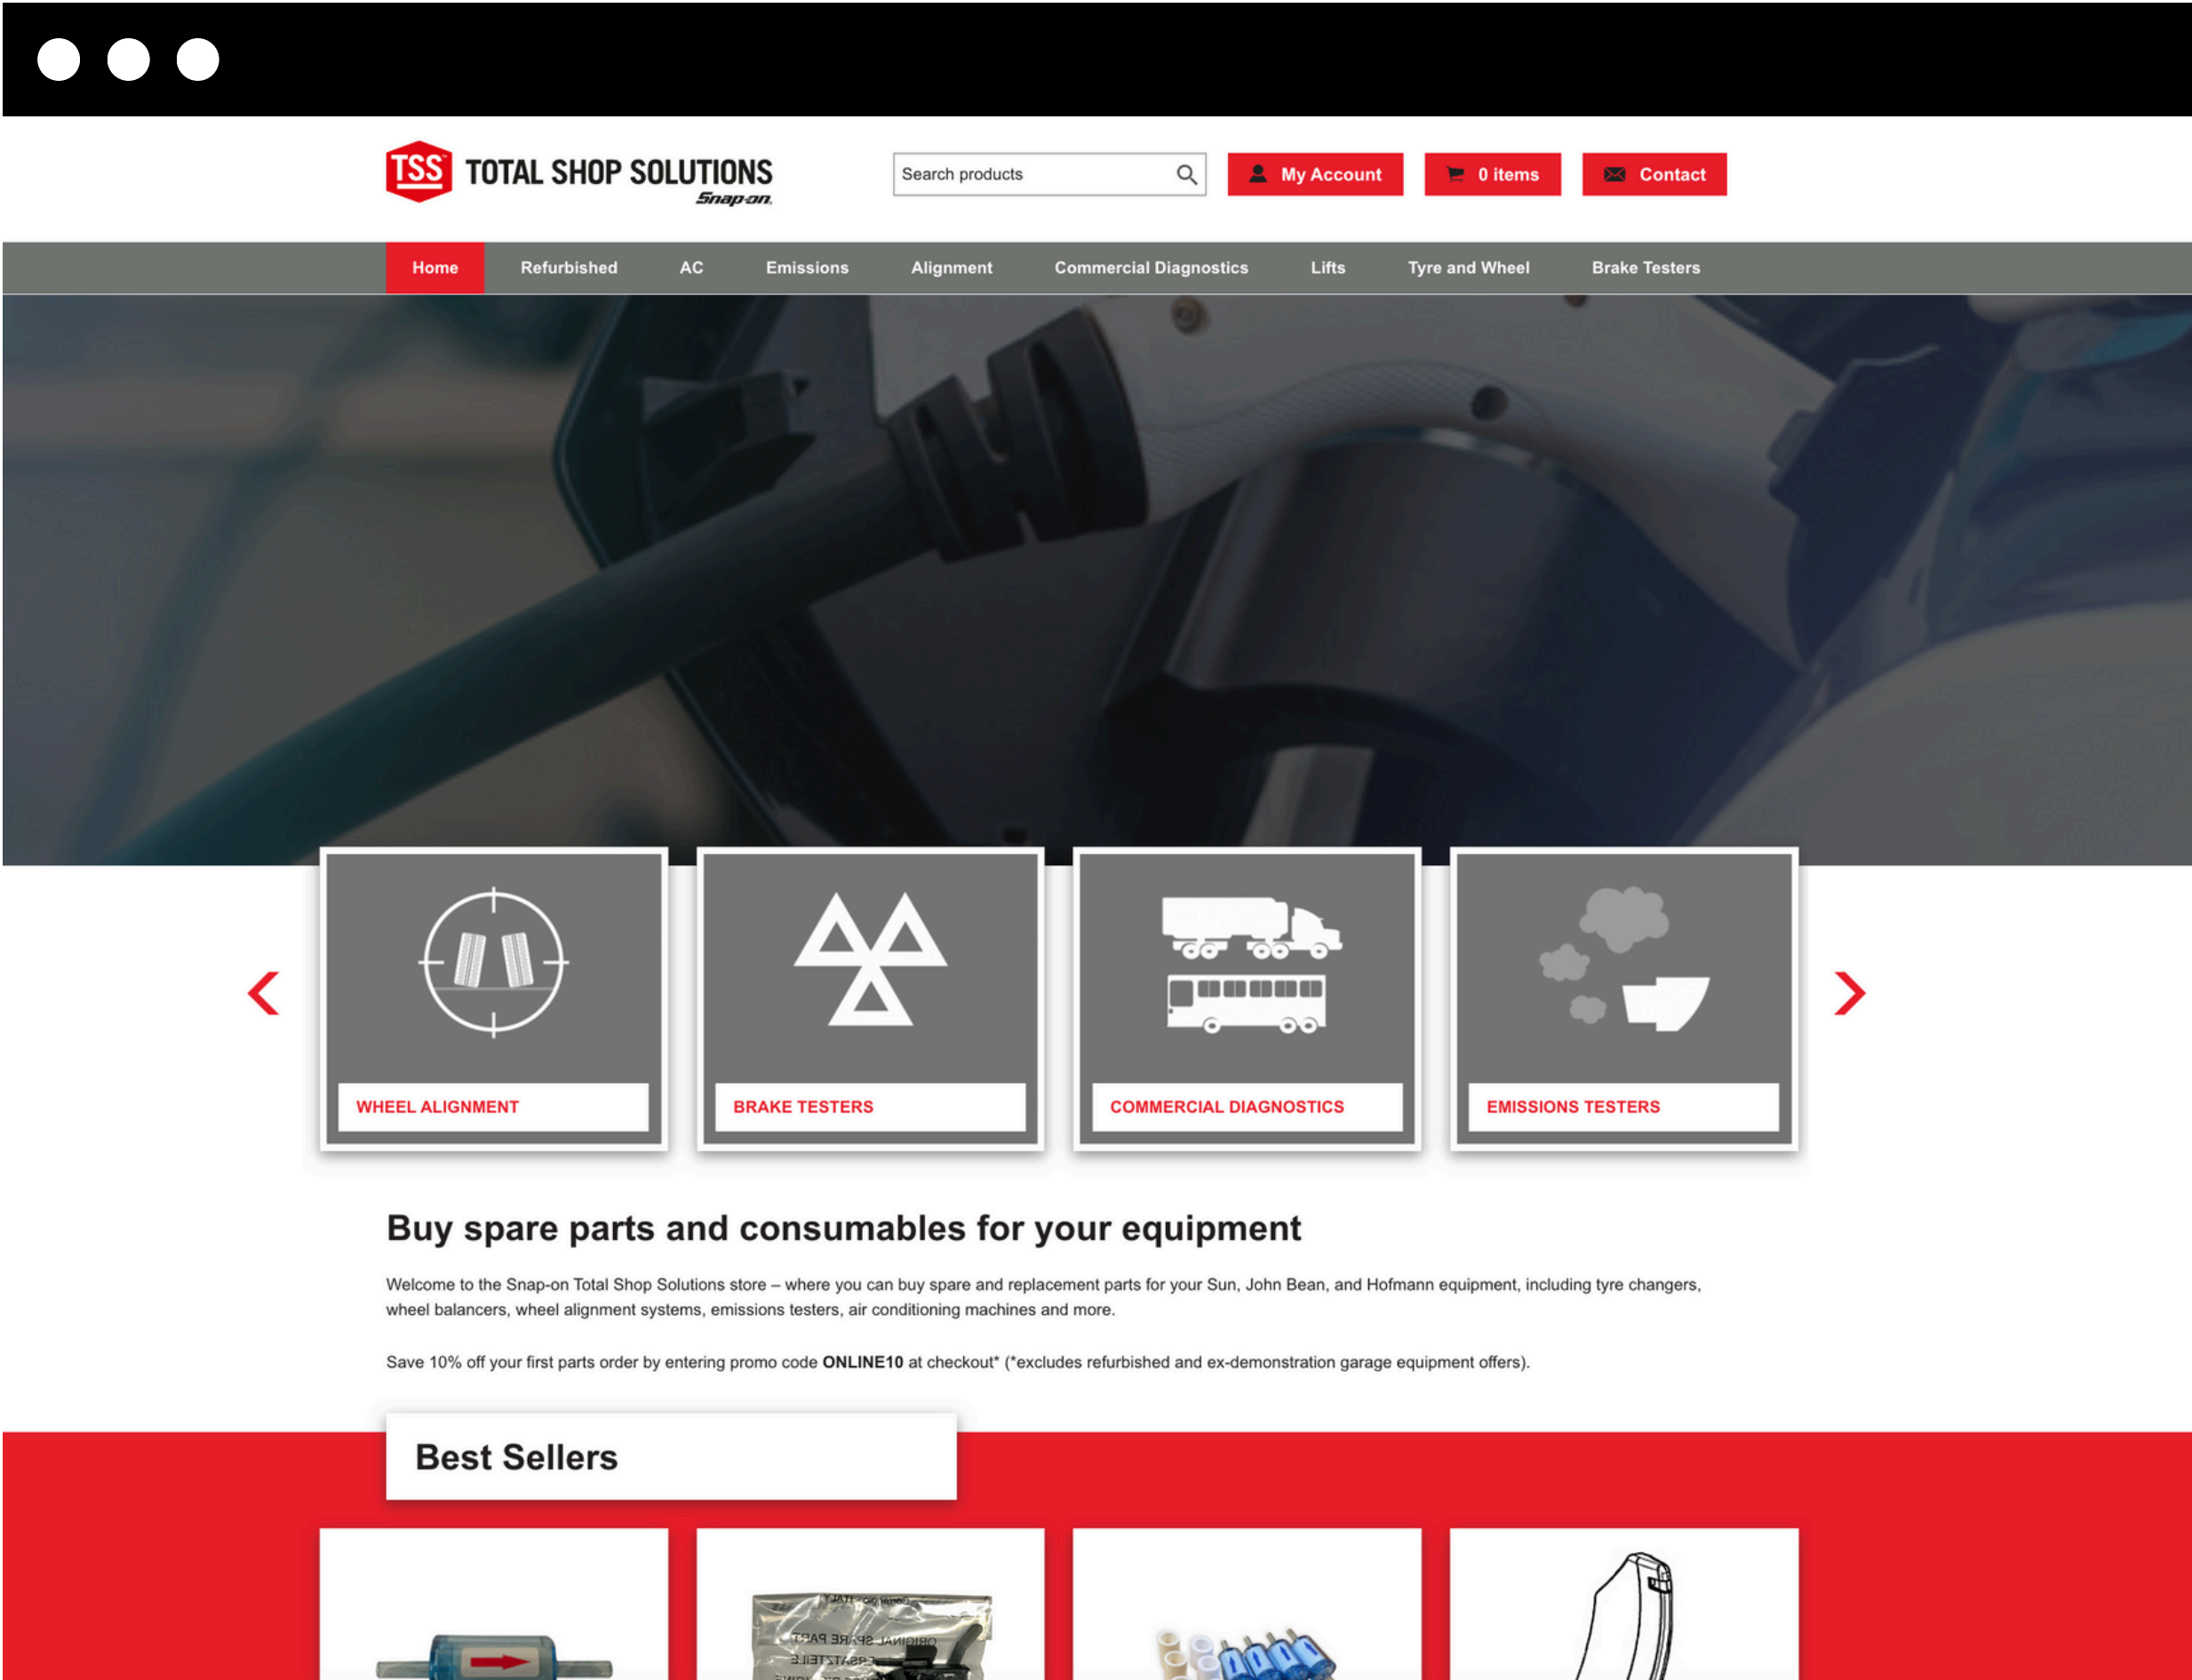 TSS TOTAL SHOP SOLUTIONS
Snap-on
Search products
My Account
0 items
Contact
Home Refurbished AC Emissions Alignment Commercial Diagnostics Lifts Tyre and Wheel Brake Testers
WHEEL ALIGNMENT
BRAKE TESTERS
COMMERCIAL DIAGNOSTICS
EMISSIONS TESTERS
Buy spare parts and consumables for your equipment
Welcome to the Snap-on Total Shop Solutions store – where you can buy spare and replacement parts for your Sun, John Bean, and Hofmann equipment, including tyre changers,
wheel balancers, wheel alignment systems, emissions testers, air conditioning machines and more.
Save 10% off your first parts order by entering promo code ONLINE10 at checkout* (*excludes refurbished and ex-demonstration garage equipment offers).
Best Sellers
ITALY
ORIGINAL SPARE PART